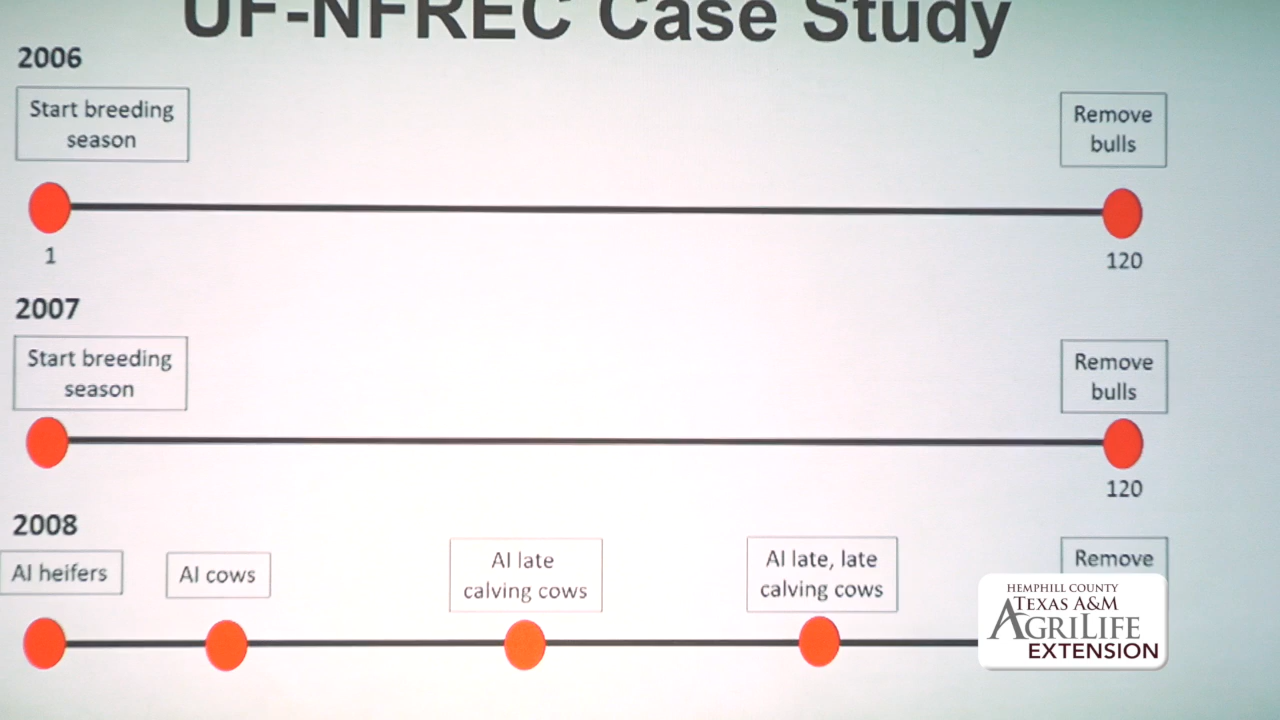 UF-NFREC Case Study
2006
Start breeding
season
Remove
bulls
1
120
2007
Start breeding
season
Remove
bulls
120
2008
AI heifers
AI cows
AI late
calving cows
AI late, late
calving cows
Remove
HEMPHILL COUNTY
TEXAS A&M
AGRILIFE
EXTENSION